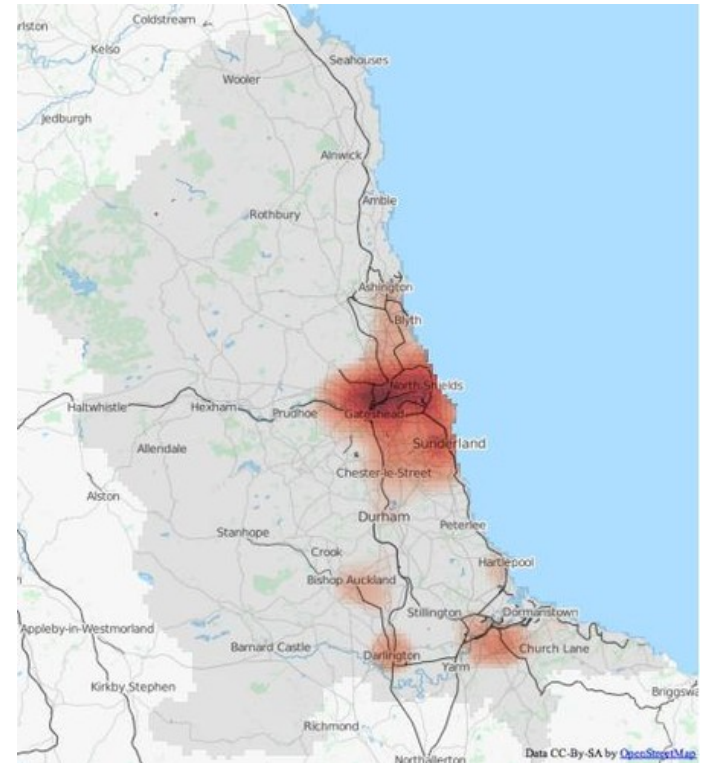 rlston
Coldstream
Kelso
Seahouses
Wooler
Jedburgh
Alnwick
Amble
Rothbury
Ashington
Blyth
North Shields
Haltwhistle
Hexham
Prudhoe
Gateshead
Allendale
Sunderland
Chester-le-Street
Alston
Durham
Peterlee
Stanhope
Crook
Hartlepool
Bishop Auckland
Stillington
Dormanstown
Appleby-in-Westmorland
Barnard Castle
Darlington
Church Lane
Yarm
Kirkby Stephen
Briggswa
Richmond
Northallerton
Data CC-By-SA by OpenStreetMap